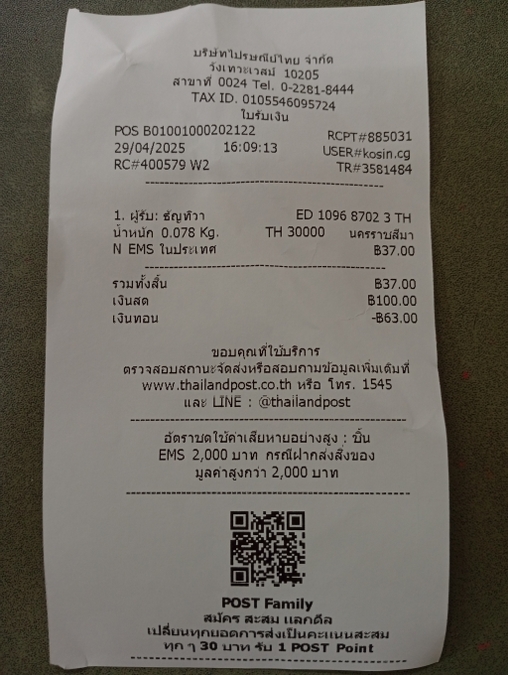 บริษัทไปรษณีย์ไทย จำกัด
วังเทวะเวสม์ 10205
สาขาที่ 0024 Tel. 0-2281-8444
TAX ID. 0105546095724
ใบรับเงิน
POS B01001000202122 RCPT#885031
29/04/2025 16:09:13 USER#kosin.cg
RC#400579 W2 TR#3581484
1. ผู้รับ: ธัญทิวา ED 1096 8702 3 TH
น้ำหนัก 0.078 Kg. TH 30000 นครราชสีมา
N EMS ในประเทศ ฿37.00
รวมทั้งสิ้น ฿37.00
เงินสด ฿100.00
เงินทอน -฿63.00
ขอบคุณที่ใช้บริการ
ตรวจสอบสถานะจัดส่งหรือสอบถามข้อมูลเพิ่มเติมที่
www.thailandpost.co.th หรือ โทร. 1545
และ LINE : @thailandpost
อัตราชดใช้ค่าเสียหายอย่างสูง : ชิ้น
EMS 2,000 บาท กรณีฝากส่งสิ่งของ
มูลค่าสูงกว่า 2,000 บาท
POST Family
สมัคร สะสม แลกดีล
เปลี่ยนทุกยอดการส่งเป็นคะแนนสะสม
ทุก ๆ 30 บาท รับ 1 POST Point